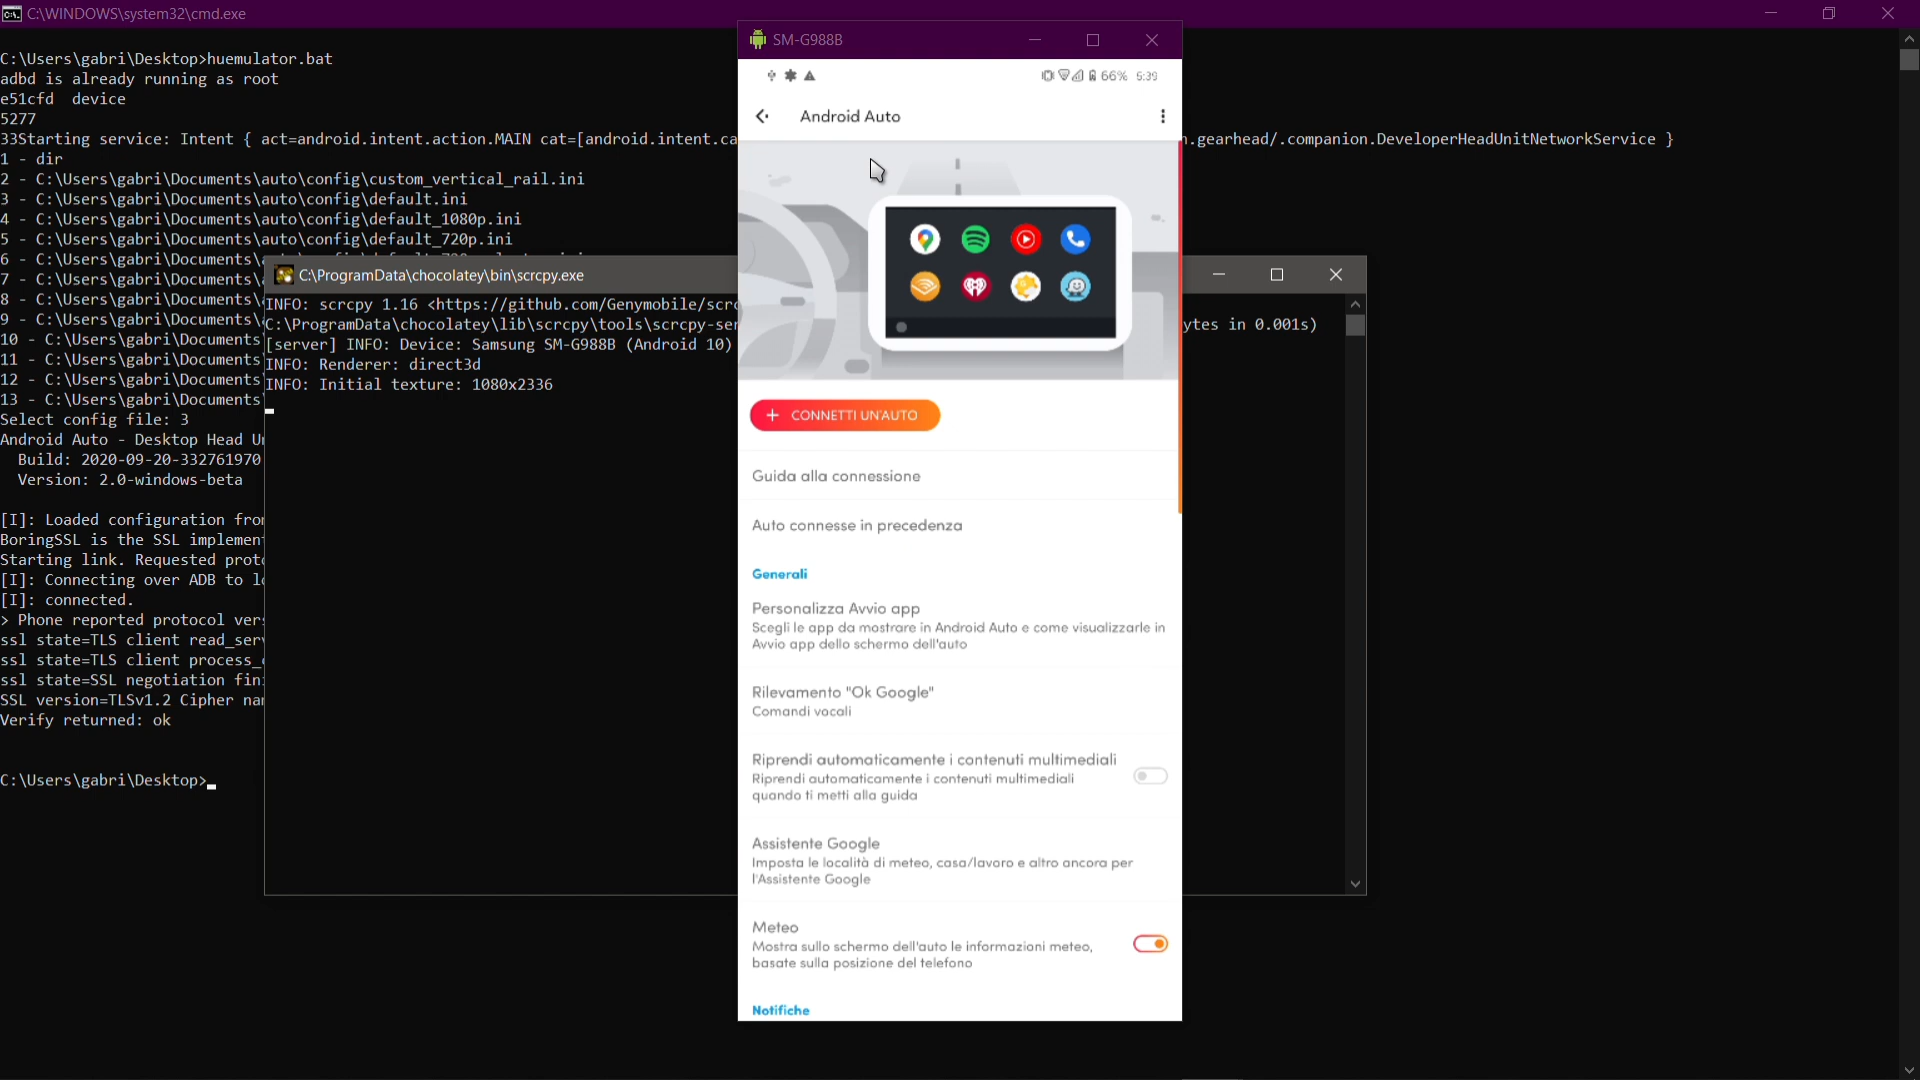 C:\WINDOWS\system32\cmd.exe
C:\Users\gabri\Desktop>huemulator.bat
adbd is already running as root
e51cfd  device
5277
33Starting service: Intent { act=android.intent.action.MAIN cat=[android.intent.ca
.gearhead/.companion.DeveloperHeadUnitNetworkService }
1 - dir
2 - C:\Users\gabri\Documents\auto\config\custom_vertical_rail.ini
3 - C:\Users\gabri\Documents\auto\config\default.ini
4 - C:\Users\gabri\Documents\auto\config\default_1080p.ini
5 - C:\Users\gabri\Documents\auto\config\default_720p.ini
6 - C:\Users\gabri
7 - C:\Users\gabri\Documents
8 - C:\Users\gabri\Documents
9 - C:\Users\gabri\Documents
10 - C:\Users\gabri\Documents
11 - C:\Users\gabri\Documents
12 - C:\Users\gabri\Documents
13 - C:\Users\gabri\Documents
Select config file: 3
Android Auto - Desktop Head U
Build: 2020-09-20-332761970
Version: 2.0-windows-beta
[I]: Loaded configuration fro
BoringSSL is the SSL implemen
Starting link. Requested prot
[I]: Connecting over ADB to l
[I]: connected.
> Phone reported protocol ver
ssl state=TLS client read_ser
ssl state=TLS client process_
ssl state=SSL negotiation fin
SSL version=TLSv1.2 Cipher na
Verify returned: ok
C:\Users\gabri\Desktop>
C:\ProgramData\chocolatey\bin\scrcpy.exe
INFO: scrcpy 1.16 <https://github.com/Genymobile/scrc
C:\ProgramData\chocolatey\lib\scrcpy\tools\scrcpy-se
ytes in 0.001s)
[server] INFO: Device: Samsung SM-G988B (Android 10)
INFO: Renderer: direct3d
INFO: Initial texture: 1080x2336
SM-G988B
66% 5:39
Android Auto
+ CONNETTI UN'AUTO
Guida alla connessione
Auto connesse in precedenza
Generali
Personalizza Avvio app
Scegli le app da mostrare in Android Auto e come visualizzarle in
Avvio app dello schermo dell'auto
Rilevamento "Ok Google"
Comandi vocali
Riprendi automaticamente i contenuti multimediali
Riprendi automaticamente i contenuti multimediali
quando ti metti alla guida
Assistente Google
Imposta le località di meteo, casa/lavoro e altro ancora per
l'Assistente Google
Meteo
Mostra sullo schermo dell'auto le informazioni meteo,
basate sulla posizione del telefono
Notifiche